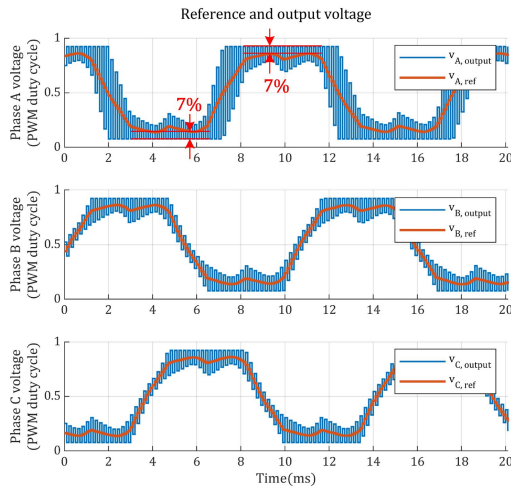 Reference and output voltage
Phase A voltage
(PWM duty cycle)
1
0.5
0
7%
7%
v_A, output
v_A, ref
0 2 4 6 8 10 12 14 16 18 20
Phase B voltage
(PWM duty cycle)
1
0.5
0
v_B, output
v_B, ref
0 2 4 6 8 10 12 14 16 18 20
Phase C voltage
(PWM duty cycle)
1
0.5
0
v_C, output
v_C, ref
0 2 4 6 8 10 12 14 16 18 20
Time(ms)